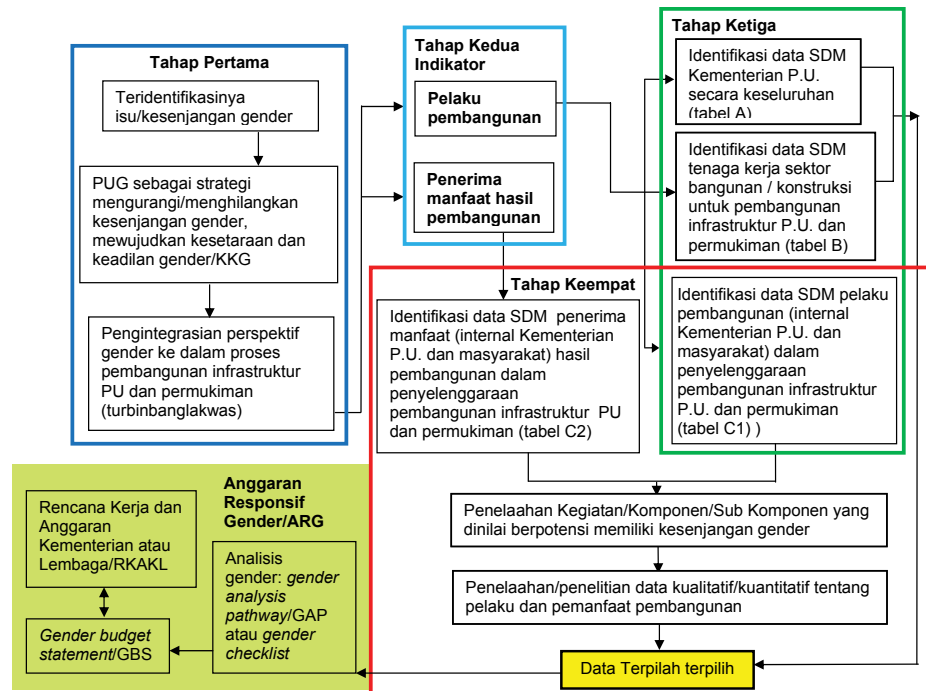 Tahap Pertama
Teridentifikasinya
isu/kesenjangan gender
PUG sebagai strategi
mengurangi/menghilangkan
kesenjangan gender,
mewujudkan kesetaraan dan
keadilan gender/KKG
Pengintegrasian perspektif
gender ke dalam proses
pembangunan infrastruktur
PU dan permukiman
(turbinbanglakwas)
Tahap Kedua
Indikator
Pelaku
pembangunan
Penerima
manfaat hasil
pembangunan
Tahap Ketiga
Identifikasi data SDM
Kementerian P.U.
secara keseluruhan
(tabel A)
Identifikasi data SDM
tenaga kerja sektor
bangunan / konstruksi
untuk pembangunan
infrastruktur P.U. dan
permukiman (tabel B)
Identifikasi data SDM pelaku
pembangunan (internal
Kementerian P.U. dan
masyarakat) dalam
penyelenggaraan
pembangunan infrastruktur
P.U. dan permukiman
(tabel C1) )
Tahap Keempat
Identifikasi data SDM penerima
manfaat (internal Kementerian
P.U. dan masyarakat) hasil
pembangunan dalam
penyelenggaraan
pembangunan infrastruktur PU
dan permukiman (tabel C2)
Penelaahan Kegiatan/Komponen/Sub Komponen yang
dinilai berpotensi memiliki kesenjangan gender
Penelaahan/penelitian data kualitatif/kuantitatif tentang
pelaku dan pemanfaat pembangunan
Data Terpilah terpilih
Anggaran
Responsif
Gender/ARG
Analisis
gender: gender
analysis
pathway/GAP
atau gender
checklist
Rencana Kerja dan
Anggaran
Kementerian atau
Lembaga/RKAKL
Gender budget
statement/GBS